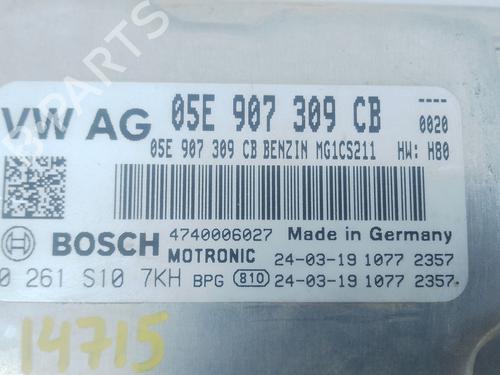 B PARTS
VW AG 05E 907 309 CB ---- 0020
05E 907 309 CB BENZIN MG1CS211 HW: H80
BOSCH 4740006027 Made in Germany
MOTRONIC 24-03-19 1077 2357
0 261 S10 7KH BPG 810 24-03-19 1077 2357
14715